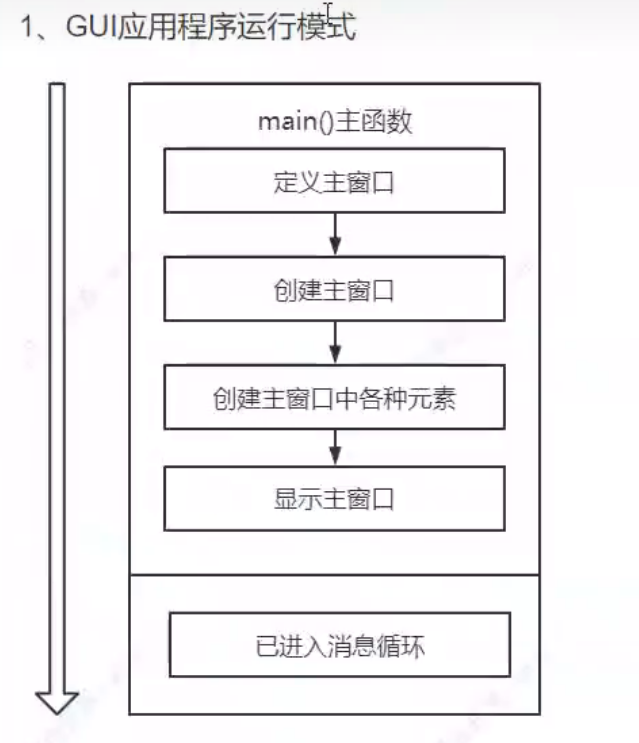 1、GUI应用程序运行模式
main()主函数
定义主窗口
创建主窗口
创建主窗口中各种元素
显示主窗口
已进入消息循环